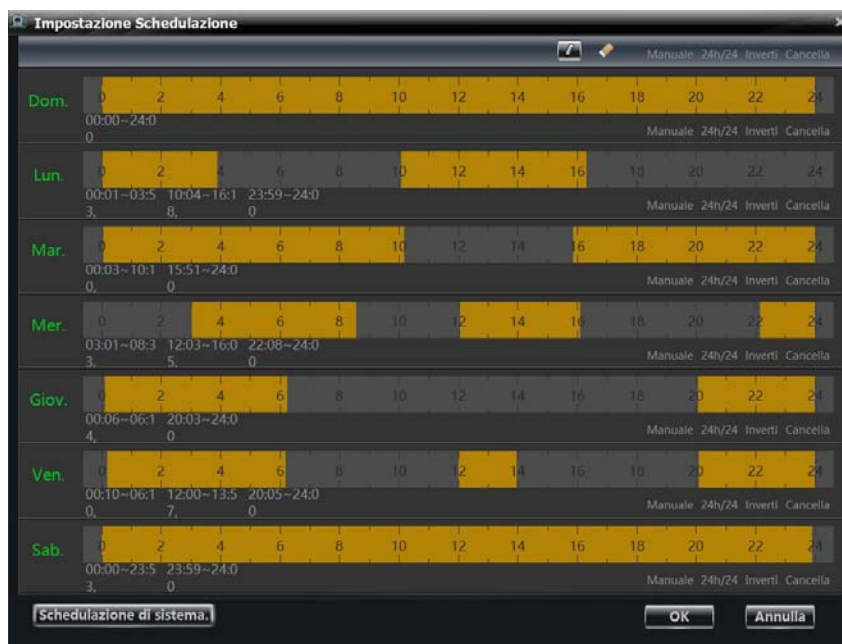 Impostazione Schedulazione
Manuale 24h/24 Inverti Cancella
Dom. 0 2 4 6 8 10 12 14 16 18 20 22 24
00:00~24:0
0
Manuale 24h/24 Inverti Cancella
Lun. 0 2 4 6 8 10 12 14 16 18 20 22 24
00:01~03:5 10:04~16:1 23:59~24:0
3, 8, 0
Manuale 24h/24 Inverti Cancella
Mar. 0 2 4 6 8 10 12 14 16 18 20 22 24
00:03~10:1 15:51~24:0
0, 0
Manuale 24h/24 Inverti Cancella
Mer. 0 2 4 6 8 10 12 14 16 18 20 22 24
03:01~08:3 12:03~16:0 22:08~24:0
3, 5, 0
Manuale 24h/24 Inverti Cancella
Giov. 0 2 4 6 8 10 12 14 16 18 20 22 24
00:06~06:1 20:03~24:0
4, 0
Manuale 24h/24 Inverti Cancella
Ven. 0 2 4 6 8 10 12 14 16 18 20 22 24
00:10~06:1 12:00~13:5 20:05~24:0
0, 7, 0
Manuale 24h/24 Inverti Cancella
Sab. 0 2 4 6 8 10 12 14 16 18 20 22 24
00:00~23:5 23:59~24:0
3, 0
Manuale 24h/24 Inverti Cancella
Schedulazione di sistema. OK Annulla